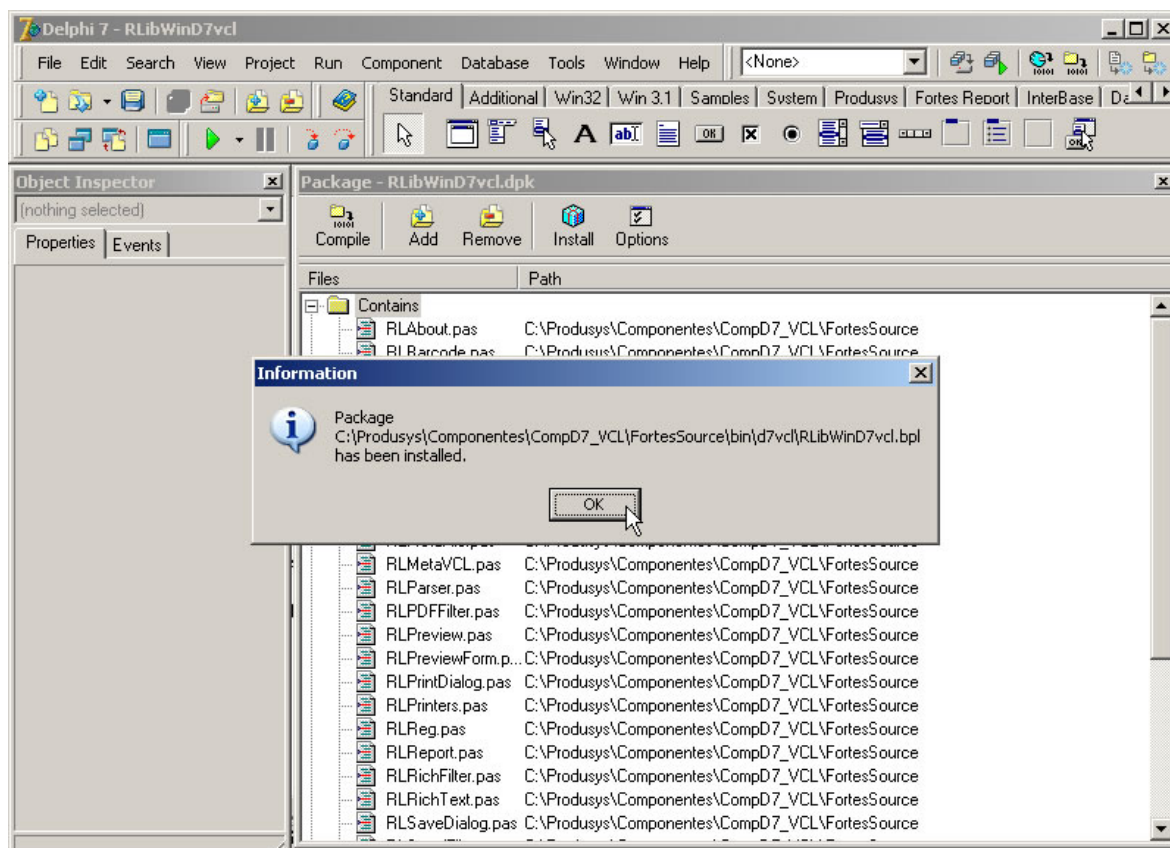 Delphi 7 - RLibWinD7vcl
File Edit Search View Project Run Component Database Tools Window Help <None>
Standard Additional Win32 Win 3.1 Samples System Produsys Fortes Report InterBase
Object Inspector
(nothing selected)
Properties Events
Package - RLibWinD7vcl.dpk
Compile Add Remove Install Options
Files Path
Contains
RLAbout.pas C:\Produsys\Componentes\CompD7_VCL\FortesSource
RLBarcode.pas C:\Produsys\Componentes\CompD7_VCL\FortesSource
Information
Package
C:\Produsys\Componentes\CompD7_VCL\FortesSource\bin\d7vcl\RLibWinD7vcl.bpl
has been installed.
OK
RLMetaVCL.pas C:\Produsys\Componentes\CompD7_VCL\FortesSource
RLParser.pas C:\Produsys\Componentes\CompD7_VCL\FortesSource
RLPDFFilter.pas C:\Produsys\Componentes\CompD7_VCL\FortesSource
RLPreview.pas C:\Produsys\Componentes\CompD7_VCL\FortesSource
RLPreviewForm.p... C:\Produsys\Componentes\CompD7_VCL\FortesSource
RLPrintDialog.pas C:\Produsys\Componentes\CompD7_VCL\FortesSource
RLPrinters.pas C:\Produsys\Componentes\CompD7_VCL\FortesSource
RLReg.pas C:\Produsys\Componentes\CompD7_VCL\FortesSource
RLReport.pas C:\Produsys\Componentes\CompD7_VCL\FortesSource
RLRichFilter.pas C:\Produsys\Componentes\CompD7_VCL\FortesSource
RLRichText.pas C:\Produsys\Componentes\CompD7_VCL\FortesSource
RLSaveDialog.pas C:\Produsys\Componentes\CompD7_VCL\FortesSource